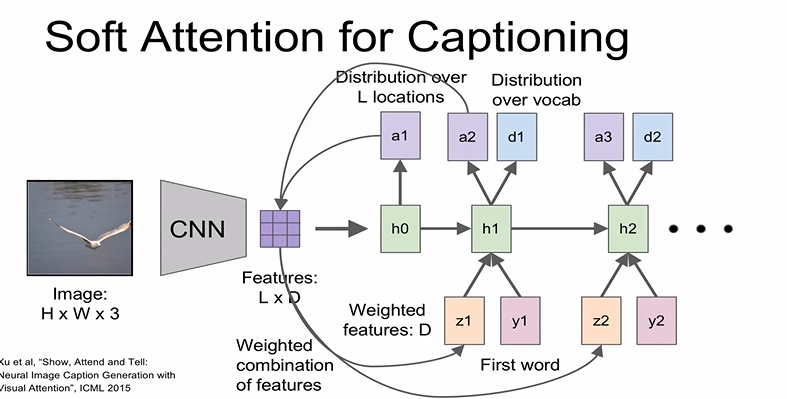 Soft Attention for Captioning
Distribution over
L locations
Distribution
over vocab
a1
a2
d1
a3
d2
CNN
h0
h1
h2
Image:
H x W x 3
Features:
L x D
Weighted
features: D
z1
y1
z2
y2
First word
Weighted
combination
of features
Xu et al, "Show, Attend and Tell:
Neural Image Caption Generation with
Visual Attention", ICML 2015